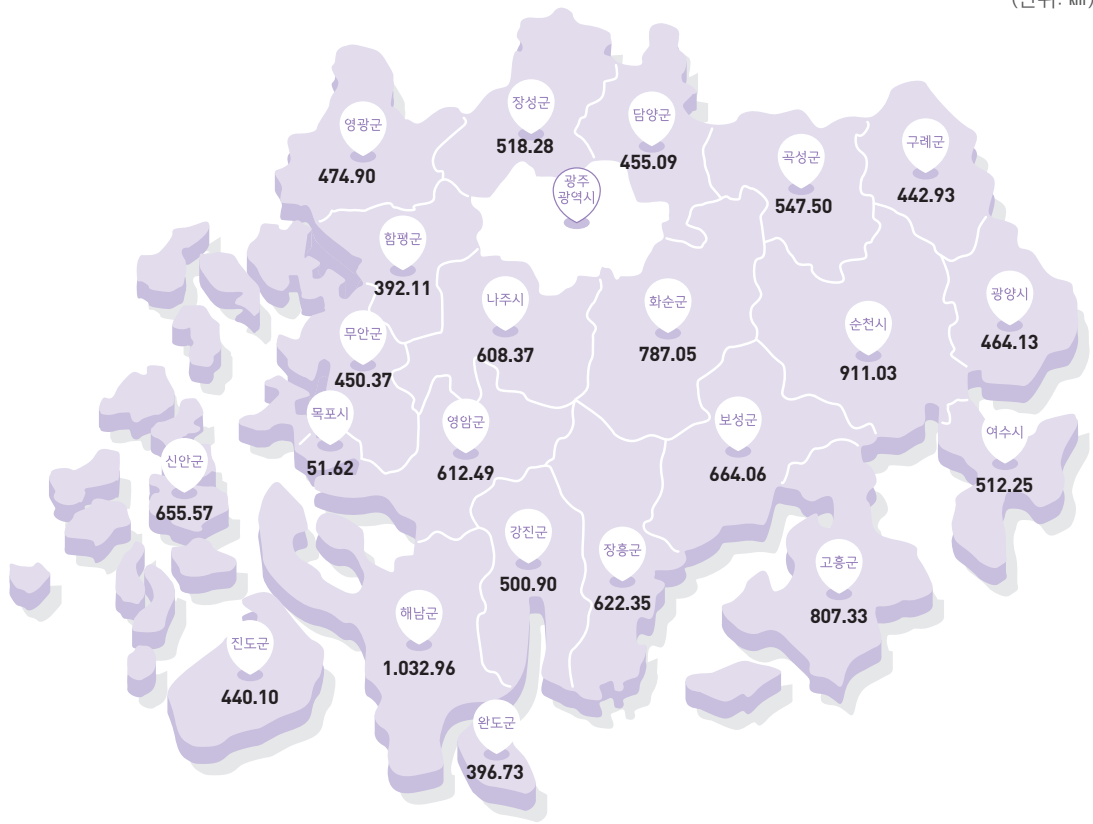 장성군
518.28
담양군
455.09
영광군
474.90
곡성군
547.50
구례군
442.93
광주
광역시
함평군
392.11
나주시
608.37
화순군
787.05
순천시
911.03
광양시
464.13
무안군
450.37
목포시
51.62
영암군
612.49
보성군
664.06
여수시
512.25
신안군
655.57
강진군
500.90
장흥군
622.35
고흥군
807.33
해남군
1.032.96
진도군
440.10
완도군
396.73